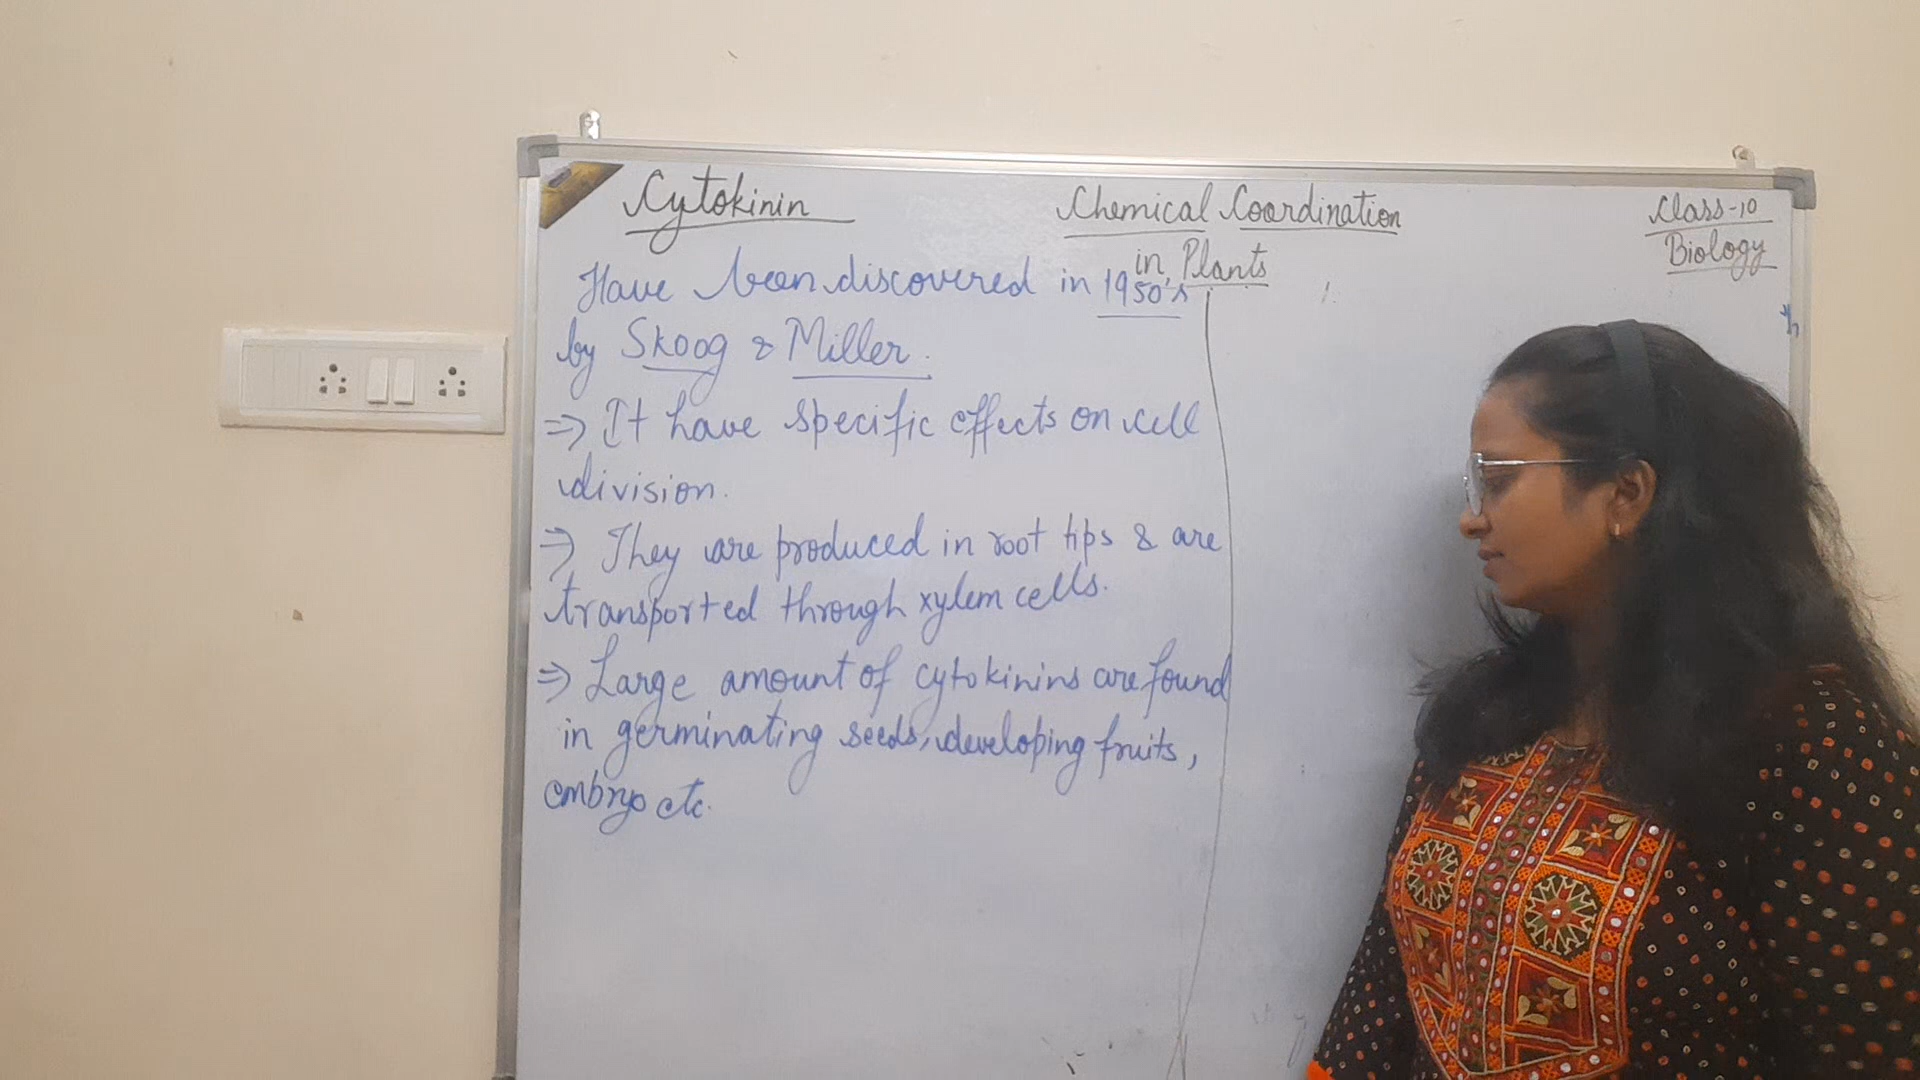 Cytokinin
Chemical Coordination
in Plants
Class-10
Biology
Have been discovered in 1950's
by Skoog & Miller.
⇒ It have specific effects on cell
division.
⇒ They are produced in root tips & are
transported through xylem cells.
⇒ Large amount of cytokinins are found
in germinating seeds, developing fruits,
embryo etc.